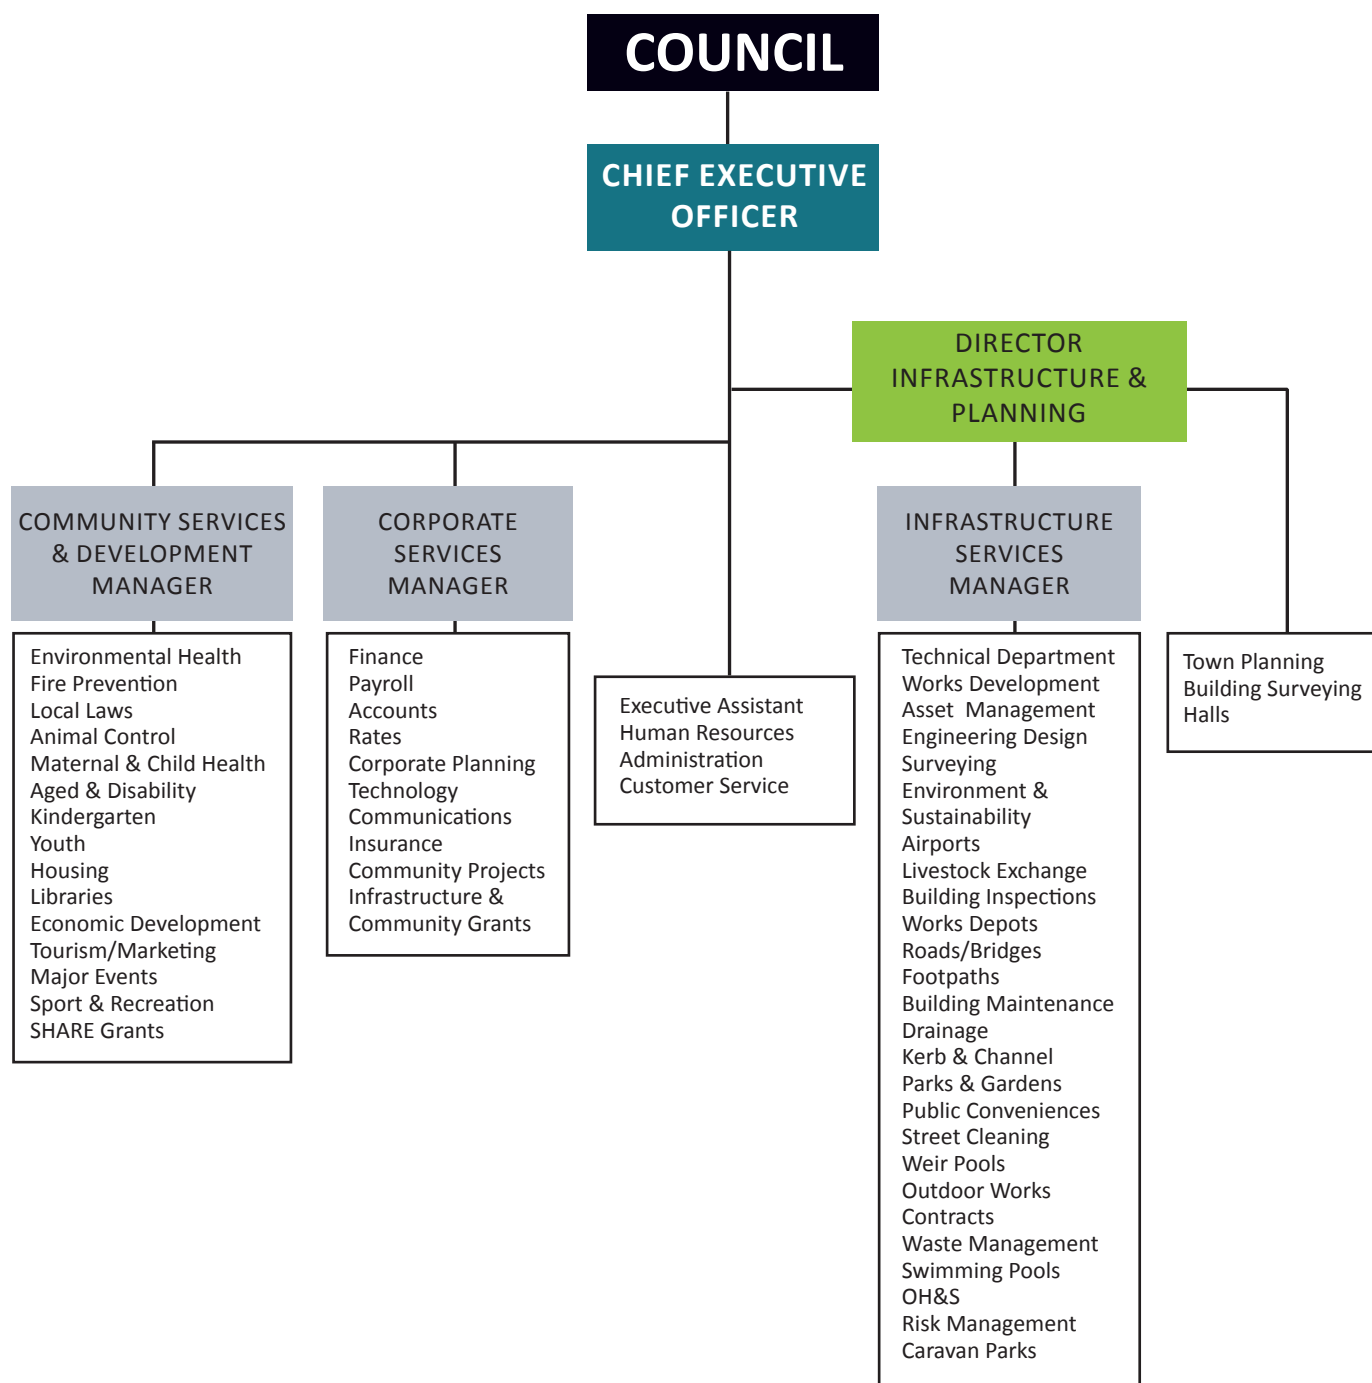 COUNCIL
CHIEF EXECUTIVE
OFFICER
DIRECTOR
INFRASTRUCTURE &
PLANNING
COMMUNITY SERVICES
& DEVELOPMENT
MANAGER
CORPORATE
SERVICES
MANAGER
INFRASTRUCTURE
SERVICES
MANAGER
Environmental Health
Fire Prevention
Local Laws
Animal Control
Maternal & Child Health
Aged & Disability
Kindergarten
Youth
Housing
Libraries
Economic Development
Tourism/Marketing
Major Events
Sport & Recreation
SHARE Grants
Finance
Payroll
Accounts
Rates
Corporate Planning
Technology
Communications
Insurance
Community Projects
Infrastructure &
Community Grants
Executive Assistant
Human Resources
Administration
Customer Service
Technical Department
Works Development
Asset  Management
Engineering Design
Surveying
Environment &
Sustainability
Airports
Livestock Exchange
Building Inspections
Works Depots
Roads/Bridges
Footpaths
Building Maintenance
Drainage
Kerb & Channel
Parks & Gardens
Public Conveniences
Street Cleaning
Weir Pools
Outdoor Works
Contracts
Waste Management
Swimming Pools
OH&S
Risk Management
Caravan Parks
Town Planning
Building Surveying
Halls